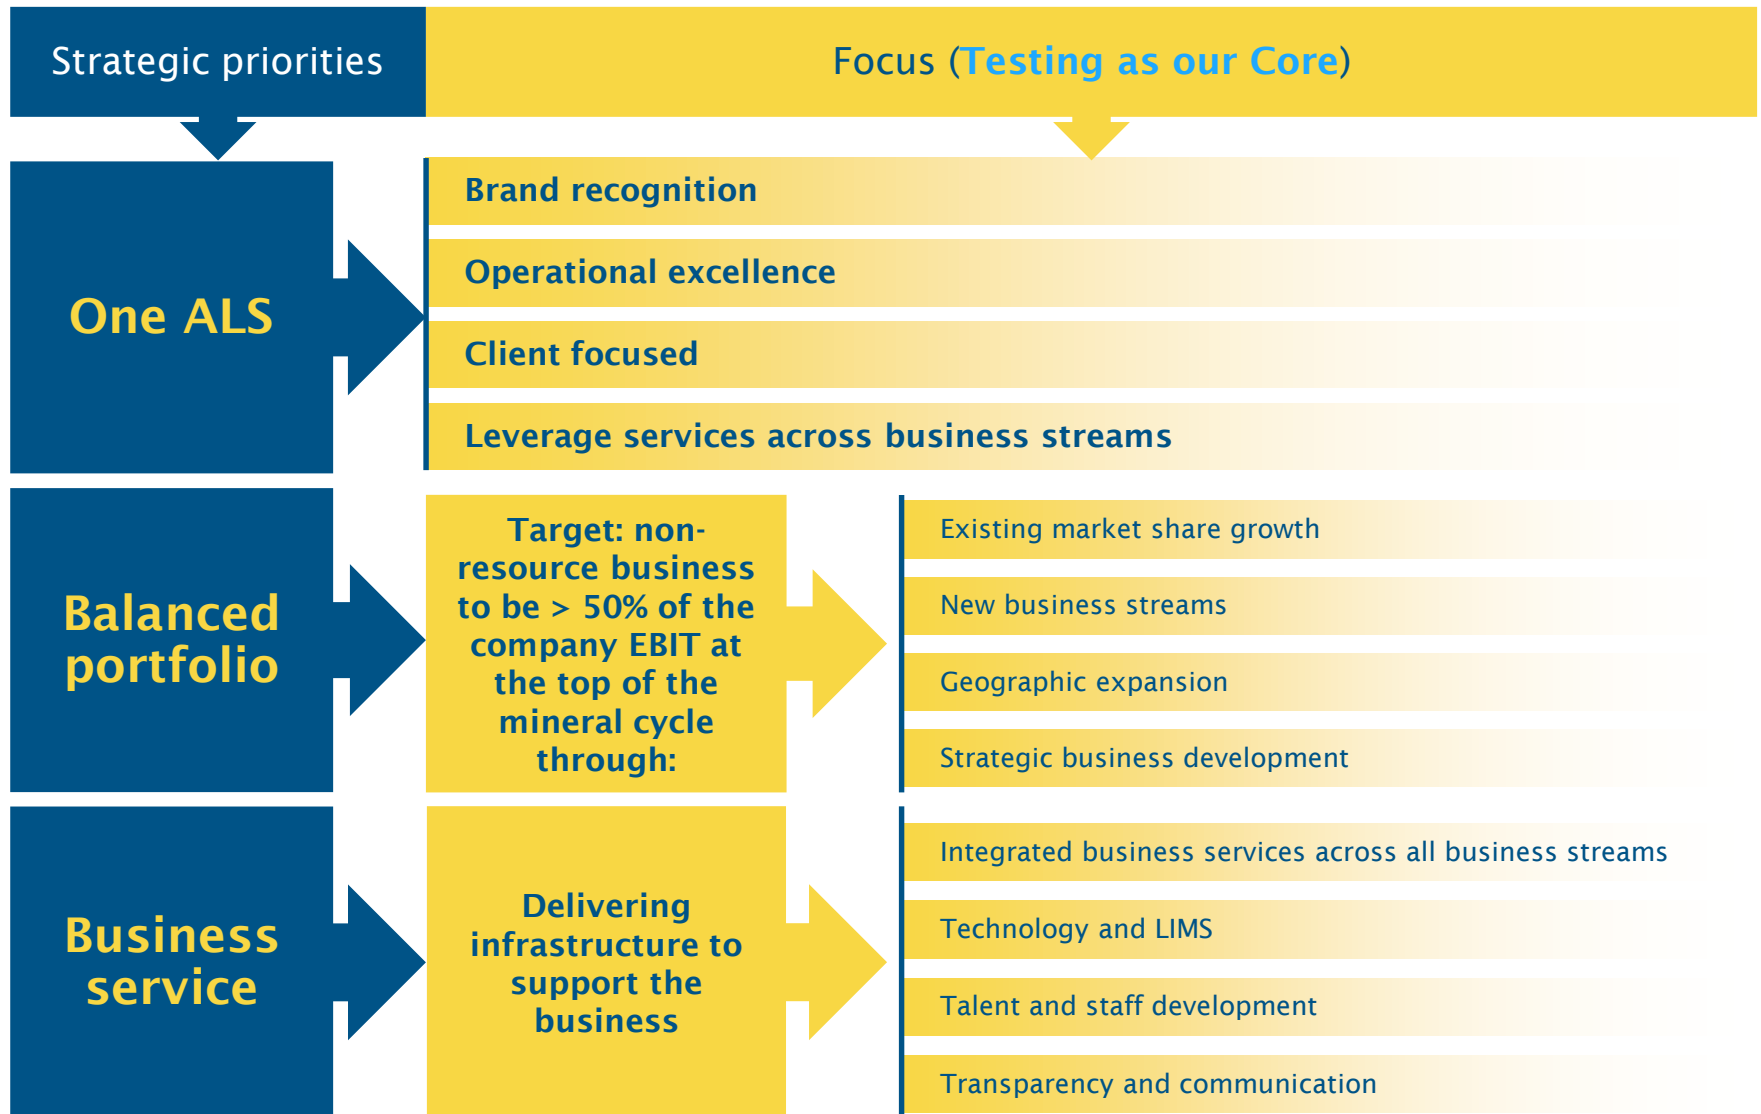 Strategic priorities
Focus (Testing as our Core)
One ALS
Brand recognition
Operational excellence
Client focused
Leverage services across business streams
Balanced
portfolio
Target: non-
resource business
to be > 50% of the
company EBIT at
the top of the
mineral cycle
through:
Existing market share growth
New business streams
Geographic expansion
Strategic business development
Business
service
Delivering
infrastructure to
support the
business
Integrated business services across all business streams
Technology and LIMS
Talent and staff development
Transparency and communication